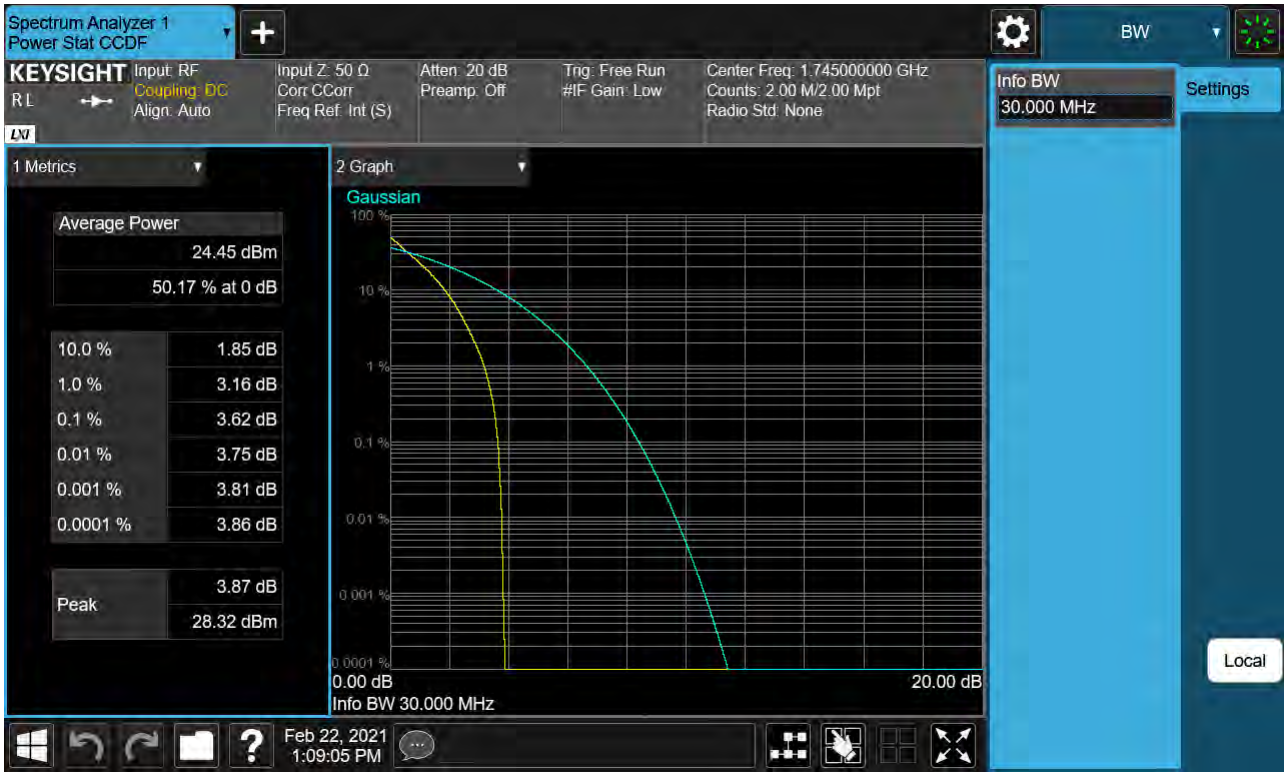 Spectrum Analyzer 1
Power Stat CCDF
+
BW
KEYSIGHT
R L
LXI
Input: RF
Coupling: DC
Align: Auto
Input Z: 50 Ω
Corr CCorr
Freq Ref: Int (S)
Atten: 20 dB
Preamp: Off
Trig: Free Run
#IF Gain: Low
Center Freq: 1.745000000 GHz
Counts: 2.00 M/2.00 Mpt
Radio Std: None
Info BW
30.000 MHz
Settings
1 Metrics
Average Power
24.45 dBm
50.17 % at 0 dB
10.0 % 1.85 dB
1.0 % 3.16 dB
0.1 % 3.62 dB
0.01 % 3.75 dB
0.001 % 3.81 dB
0.0001 % 3.86 dB
Peak
3.87 dB
28.32 dBm
2 Graph
Gaussian
100 %
10 %
1 %
0.1 %
0.01 %
0.001 %
0.0001 %
0.00 dB 20.00 dB
Info BW 30.000 MHz
Local
?
Feb 22, 2021
1:09:05 PM